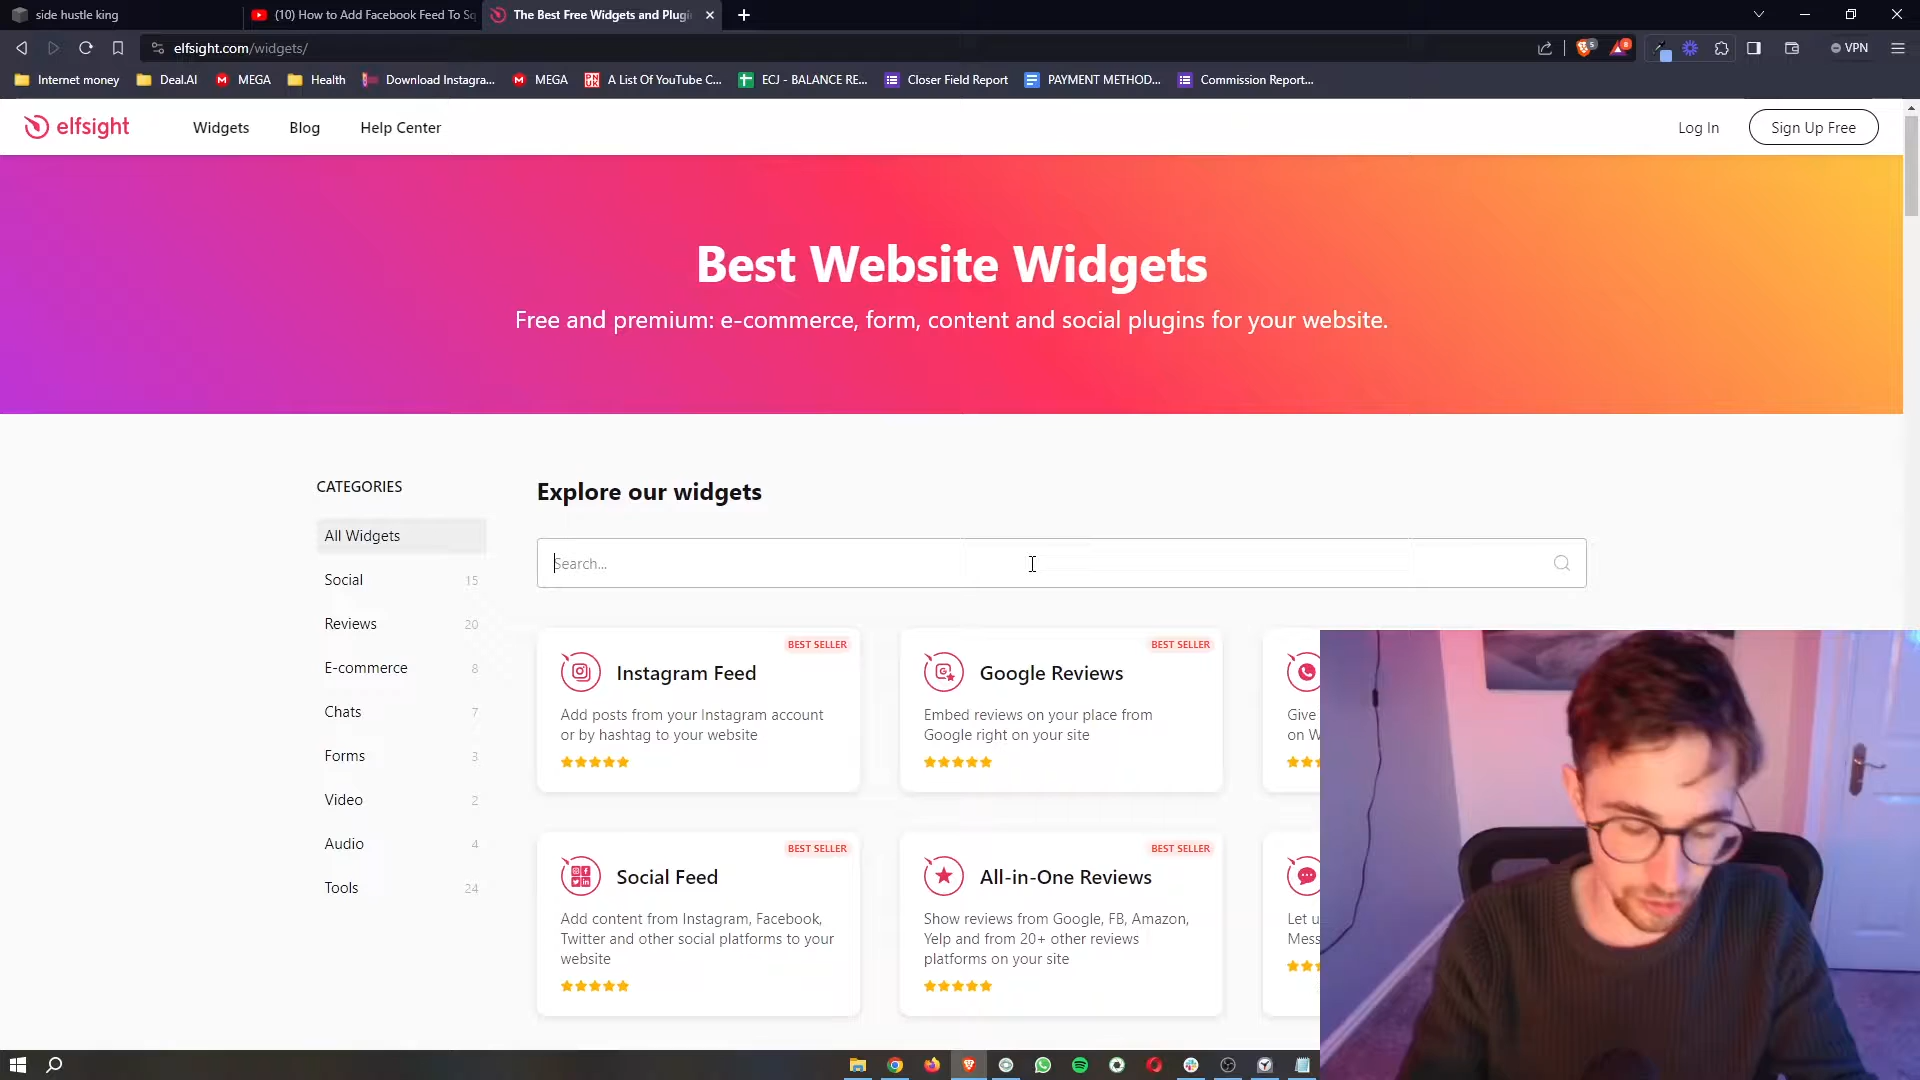 side hustle king
(10) How to Add Facebook Feed To Sq
The Best Free Widgets and Plugi
elfsight.com/widgets/
VPN
Internet money
Deal.AI
MEGA
Health
Download Instagra...
MEGA
A List Of YouTube C...
ECJ - BALANCE RE...
Closer Field Report
PAYMENT METHOD...
Commission Report...
elfsight
Widgets
Blog
Help Center
Log In
Sign Up Free
Best Website Widgets
Free and premium: e-commerce, form, content and social plugins for your website.
CATEGORIES
All Widgets
Social 15
Reviews 20
E-commerce 8
Chats 7
Forms 3
Video 2
Audio 4
Tools 24
Explore our widgets
Search...
BEST SELLER
Instagram Feed
Add posts from your Instagram account
or by hashtag to your website
BEST SELLER
Google Reviews
Embed reviews on your place from
Google right on your site
Give
on W
BEST SELLER
Social Feed
Add content from Instagram, Facebook,
Twitter and other social platforms to your
website
BEST SELLER
All-in-One Reviews
Show reviews from Google, FB, Amazon,
Yelp and from 20+ other reviews
platforms on your site
Let u
Mess